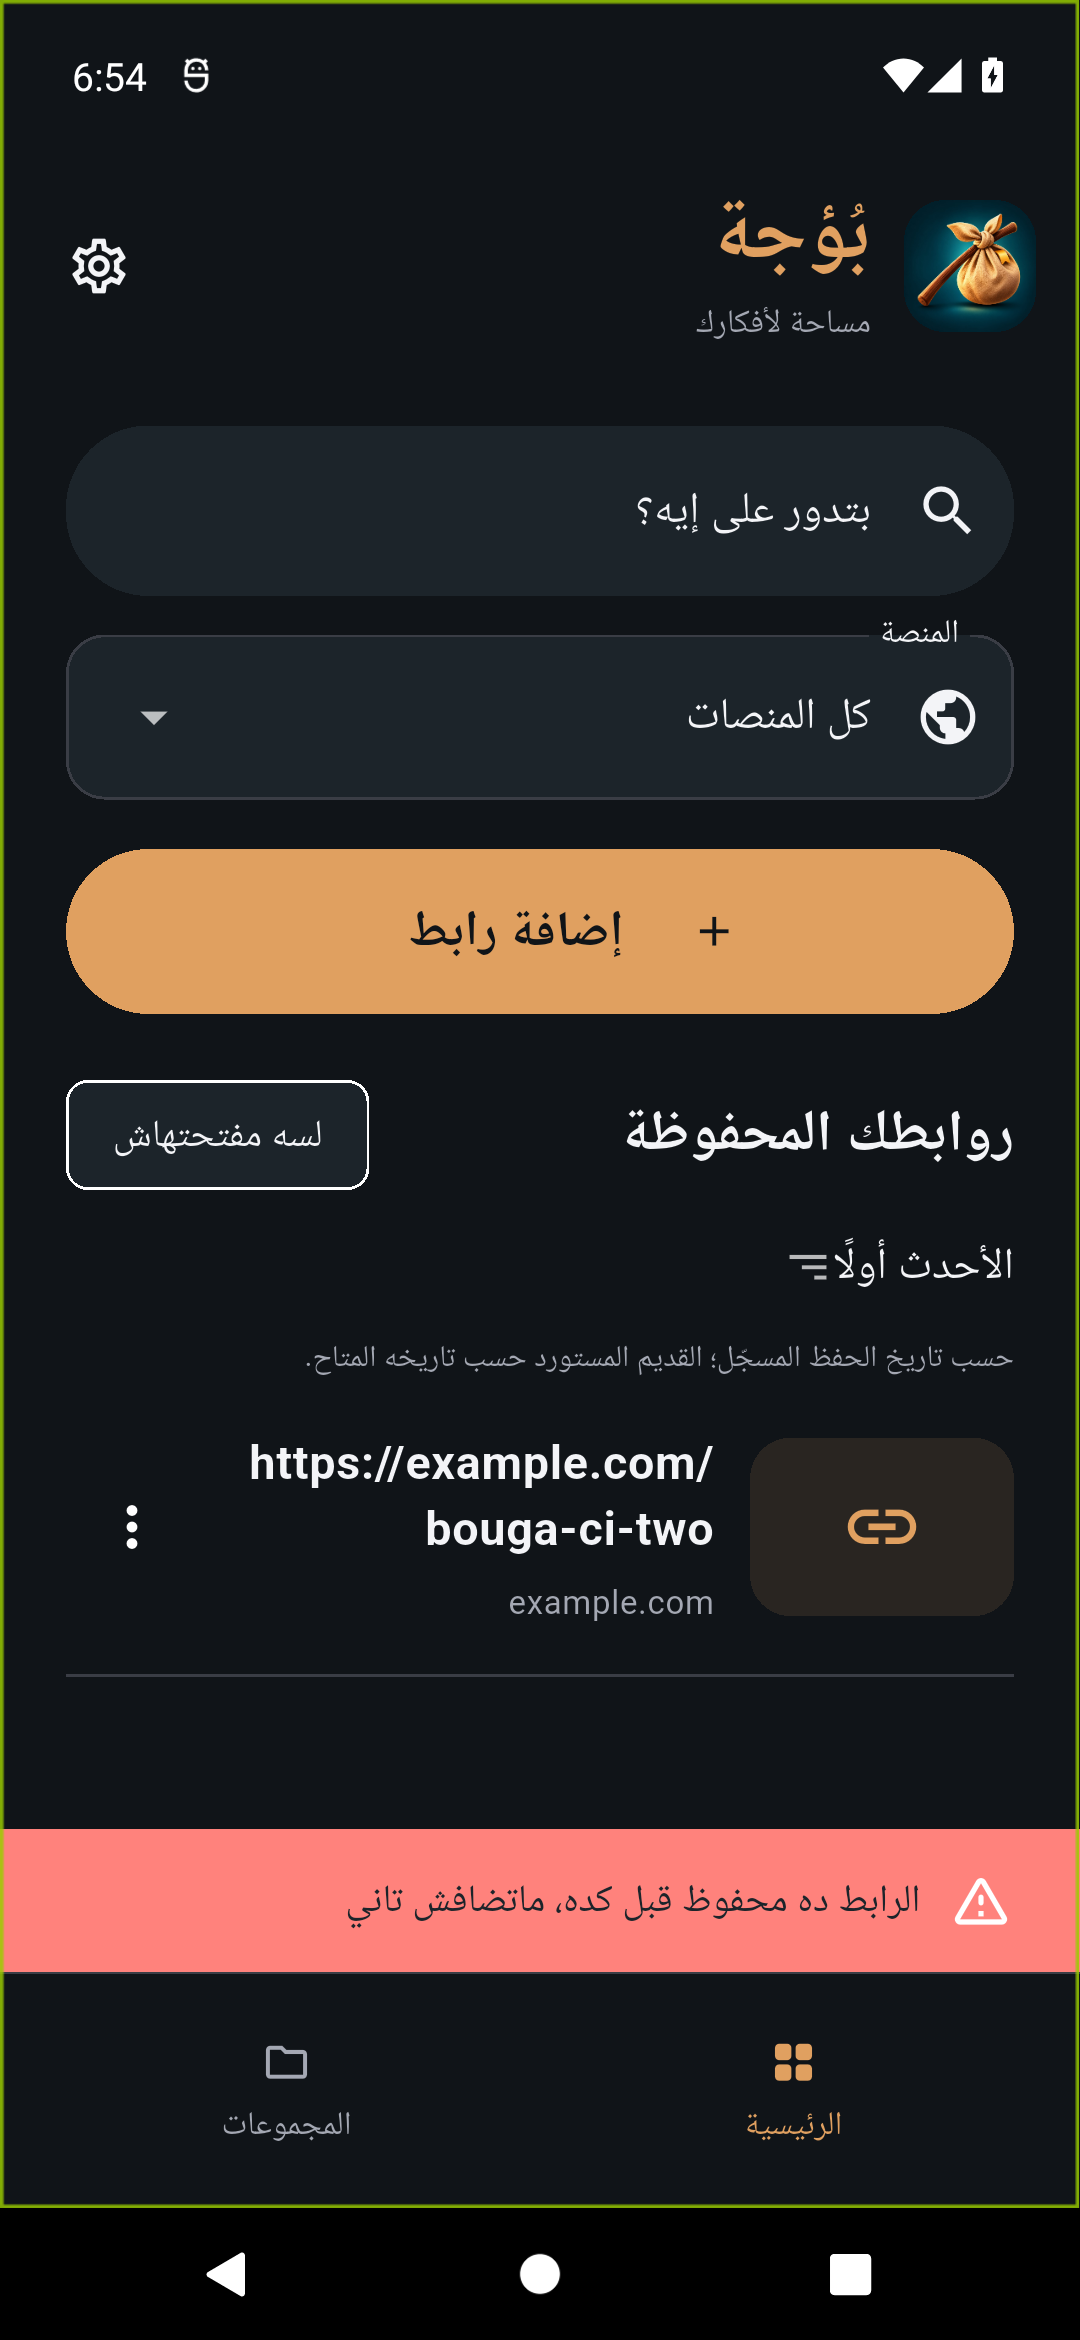 6:54
بُؤجة
مساحة لأفكارك
بتدور على إيه؟
المنصة
كل المنصات
+ إضافة رابط
روابطك المحفوظة
لسه مفتحتهاش
الأحدث أولًا
حسب تاريخ الحفظ المسجّل؛ القديم المستورد حسب تاريخه المتاح.
https://example.com/
bouga-ci-two
example.com
الرابط ده محفوظ قبل كده، ماتضافش تاني
الرئيسية
المجموعات